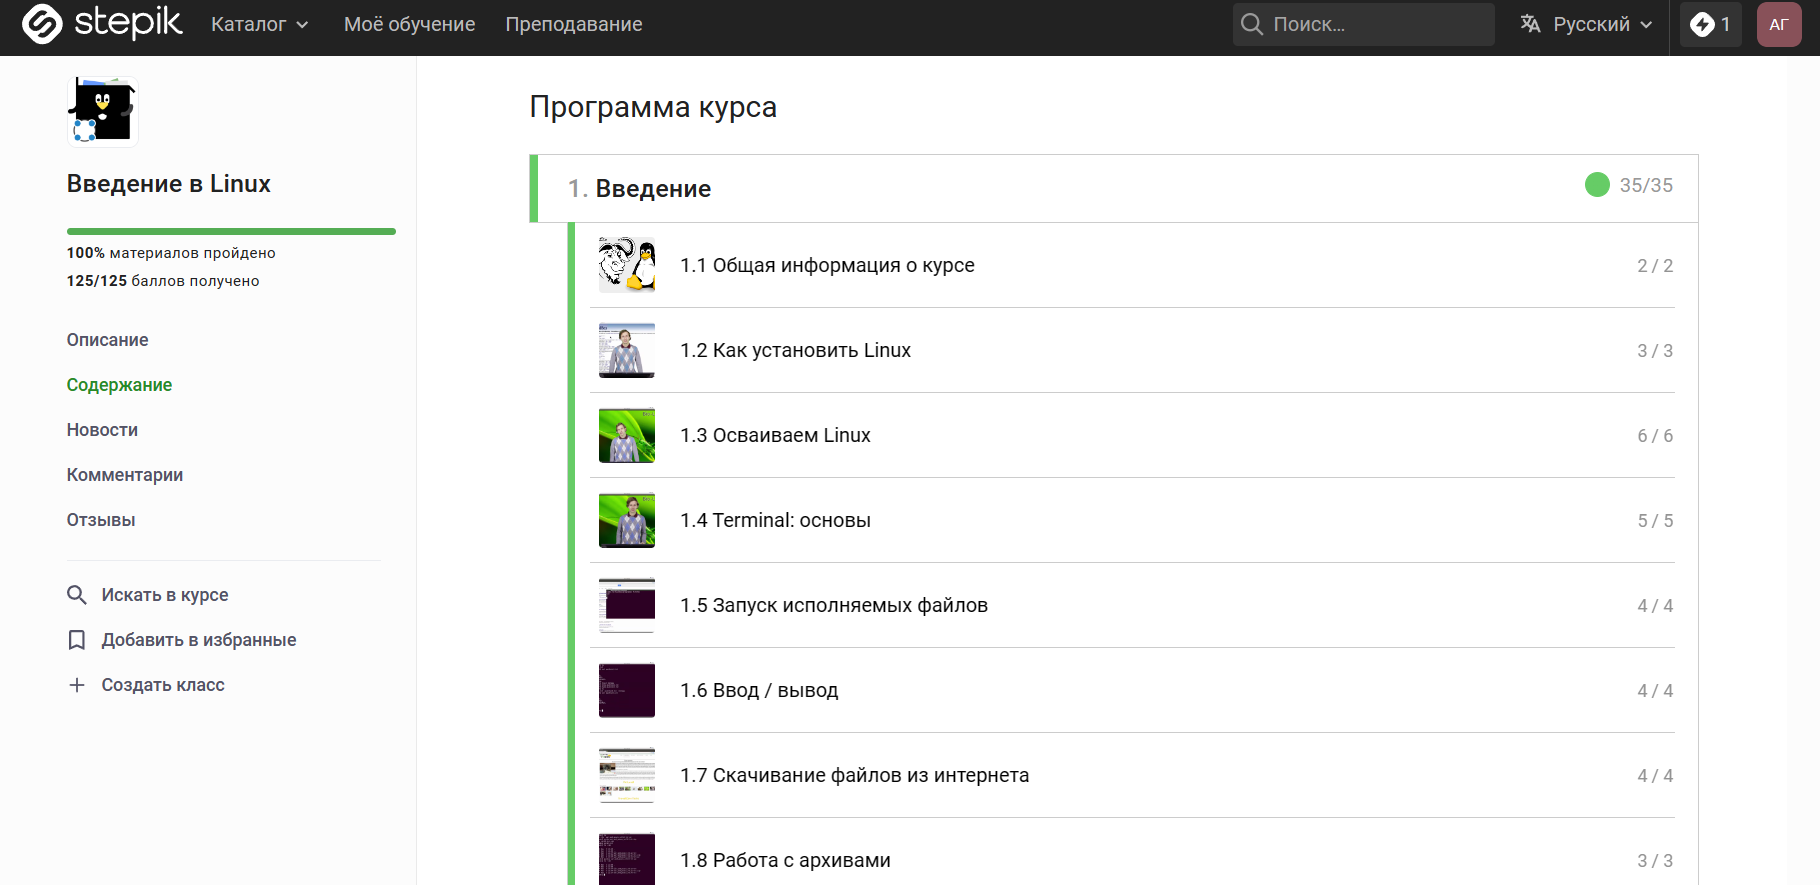 stepik Каталог Моё обучение Преподавание Поиск... Русский 1 АГ
Введение в Linux
100% материалов пройдено
125/125 баллов получено
Описание
Содержание
Новости
Комментарии
Отзывы
Искать в курсе
Добавить в избранные
Создать класс
Программа курса
1. Введение 35/35
1.1 Общая информация о курсе 2 / 2
1.2 Как установить Linux 3 / 3
1.3 Осваиваем Linux 6 / 6
1.4 Terminal: основы 5 / 5
1.5 Запуск исполняемых файлов 4 / 4
1.6 Ввод / вывод 4 / 4
1.7 Скачивание файлов из интернета 4 / 4
1.8 Работа с архивами 3 / 3